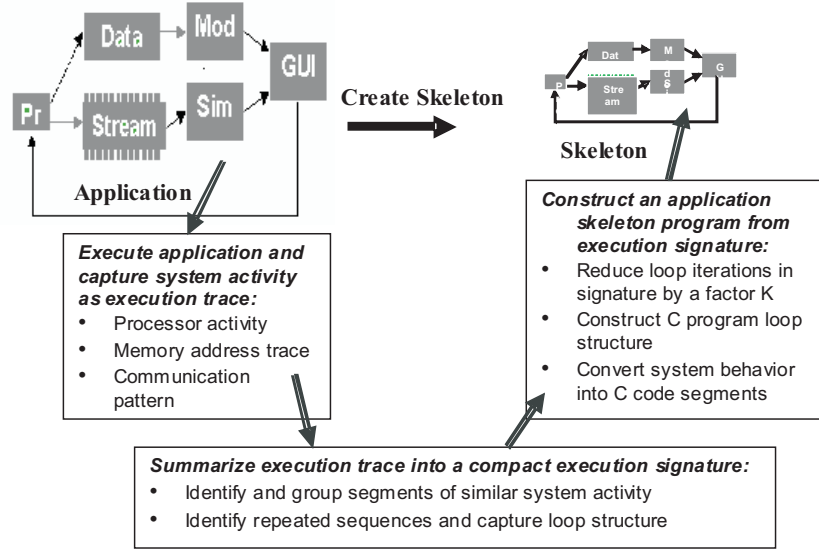 Data
Mod
GUI
Pr
Stream
Sim
Application
Create Skeleton
Dat
M
G
P
Stre
am
d
S
Skeleton
Execute application and
capture system activity
as execution trace:
• Processor activity
• Memory address trace
• Communication
pattern
Construct an application
skeleton program from
execution signature:
• Reduce loop iterations in
signature by a factor K
• Construct C program loop
structure
• Convert system behavior
into C code segments
Summarize execution trace into a compact execution signature:
• Identify and group segments of similar system activity
• Identify repeated sequences and capture loop structure